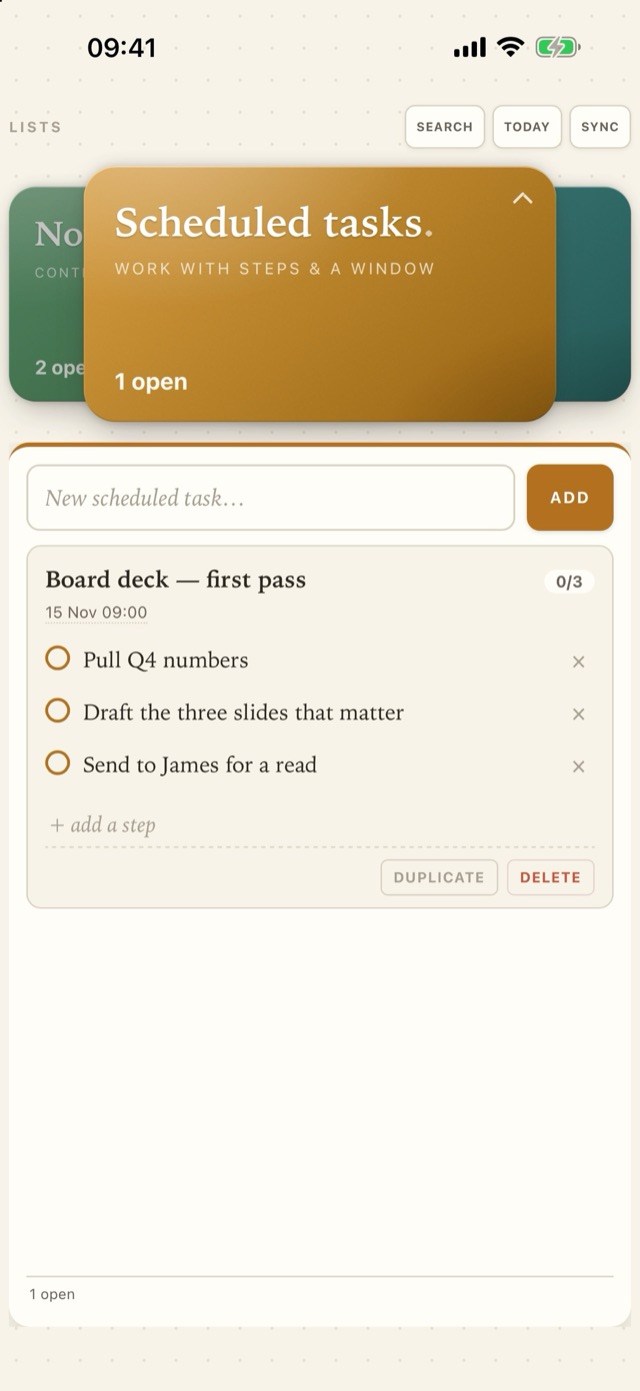 09:41
LISTS
SEARCH
TODAY
SYNC
No
CONT
2 ope
Scheduled tasks.
WORK WITH STEPS & A WINDOW
1 open
New scheduled task...
ADD
Board deck — first pass
0/3
15 Nov 09:00
Pull Q4 numbers
×
Draft the three slides that matter
×
Send to James for a read
×
+ add a step
DUPLICATE
DELETE
1 open